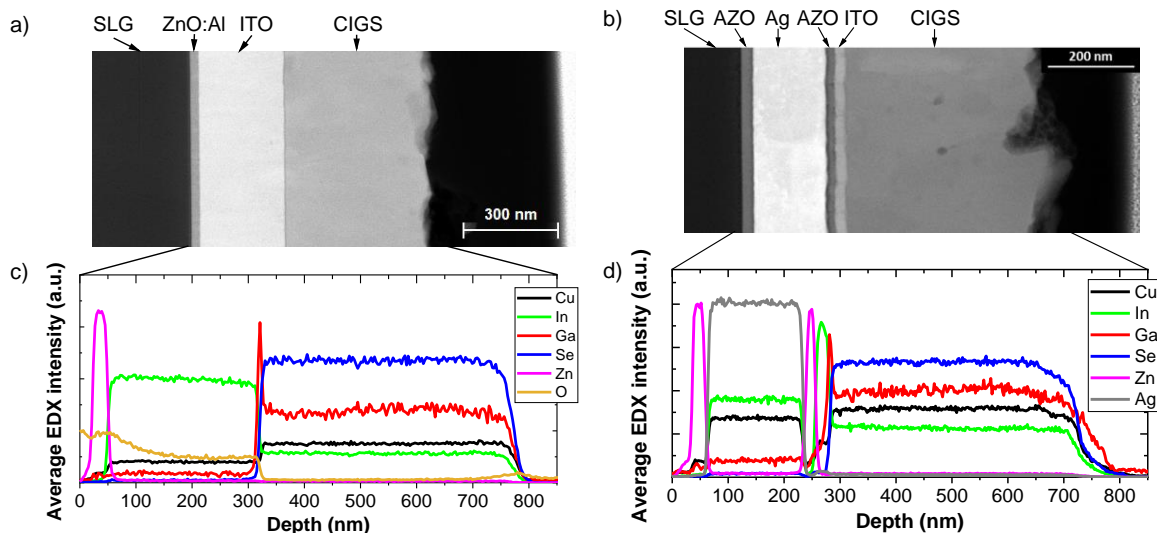 a)
SLG ZnO:Al ITO CIGS
300 nm
b)
SLG AZO Ag AZO ITO CIGS
200 nm
c)
Average EDX intensity (a.u.)
Cu
In
Ga
Se
Zn
O
0 100 200 300 400 500 600 700 800
Depth (nm)
d)
Average EDX intensity (a.u.)
Cu
In
Ga
Se
Zn
Ag
0 100 200 300 400 500 600 700 800
Depth (nm)